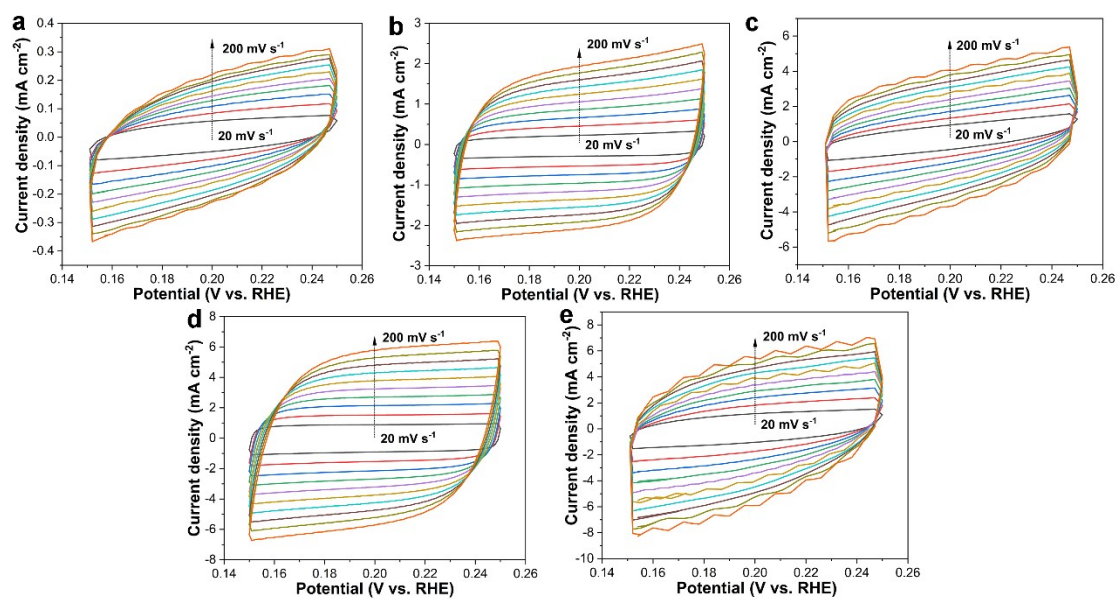 a
Current density (mA cm⁻²)
0.4
0.3
0.2
0.1
0.0
-0.1
-0.2
-0.3
-0.4
200 mV s⁻¹
20 mV s⁻¹
0.14 0.16 0.18 0.20 0.22 0.24 0.26
Potential (V vs. RHE)
b
Current density (mA cm⁻²)
3
2
1
0
-1
-2
-3
200 mV s⁻¹
20 mV s⁻¹
0.14 0.16 0.18 0.20 0.22 0.24 0.26
Potential (V vs. RHE)
c
Current density (mA cm⁻²)
6
4
2
0
-2
-4
-6
200 mV s⁻¹
20 mV s⁻¹
0.14 0.16 0.18 0.20 0.22 0.24 0.26
Potential (V vs. RHE)
d
Current density (mA cm⁻²)
8
6
4
2
0
-2
-4
-6
-8
200 mV s⁻¹
20 mV s⁻¹
0.14 0.16 0.18 0.20 0.22 0.24 0.26
Potential (V vs. RHE)
e
Current density (mA cm⁻²)
10
8
6
4
2
0
-2
-4
-6
-8
-10
200 mV s⁻¹
20 mV s⁻¹
0.14 0.16 0.18 0.20 0.22 0.24 0.26
Potential (V vs. RHE)